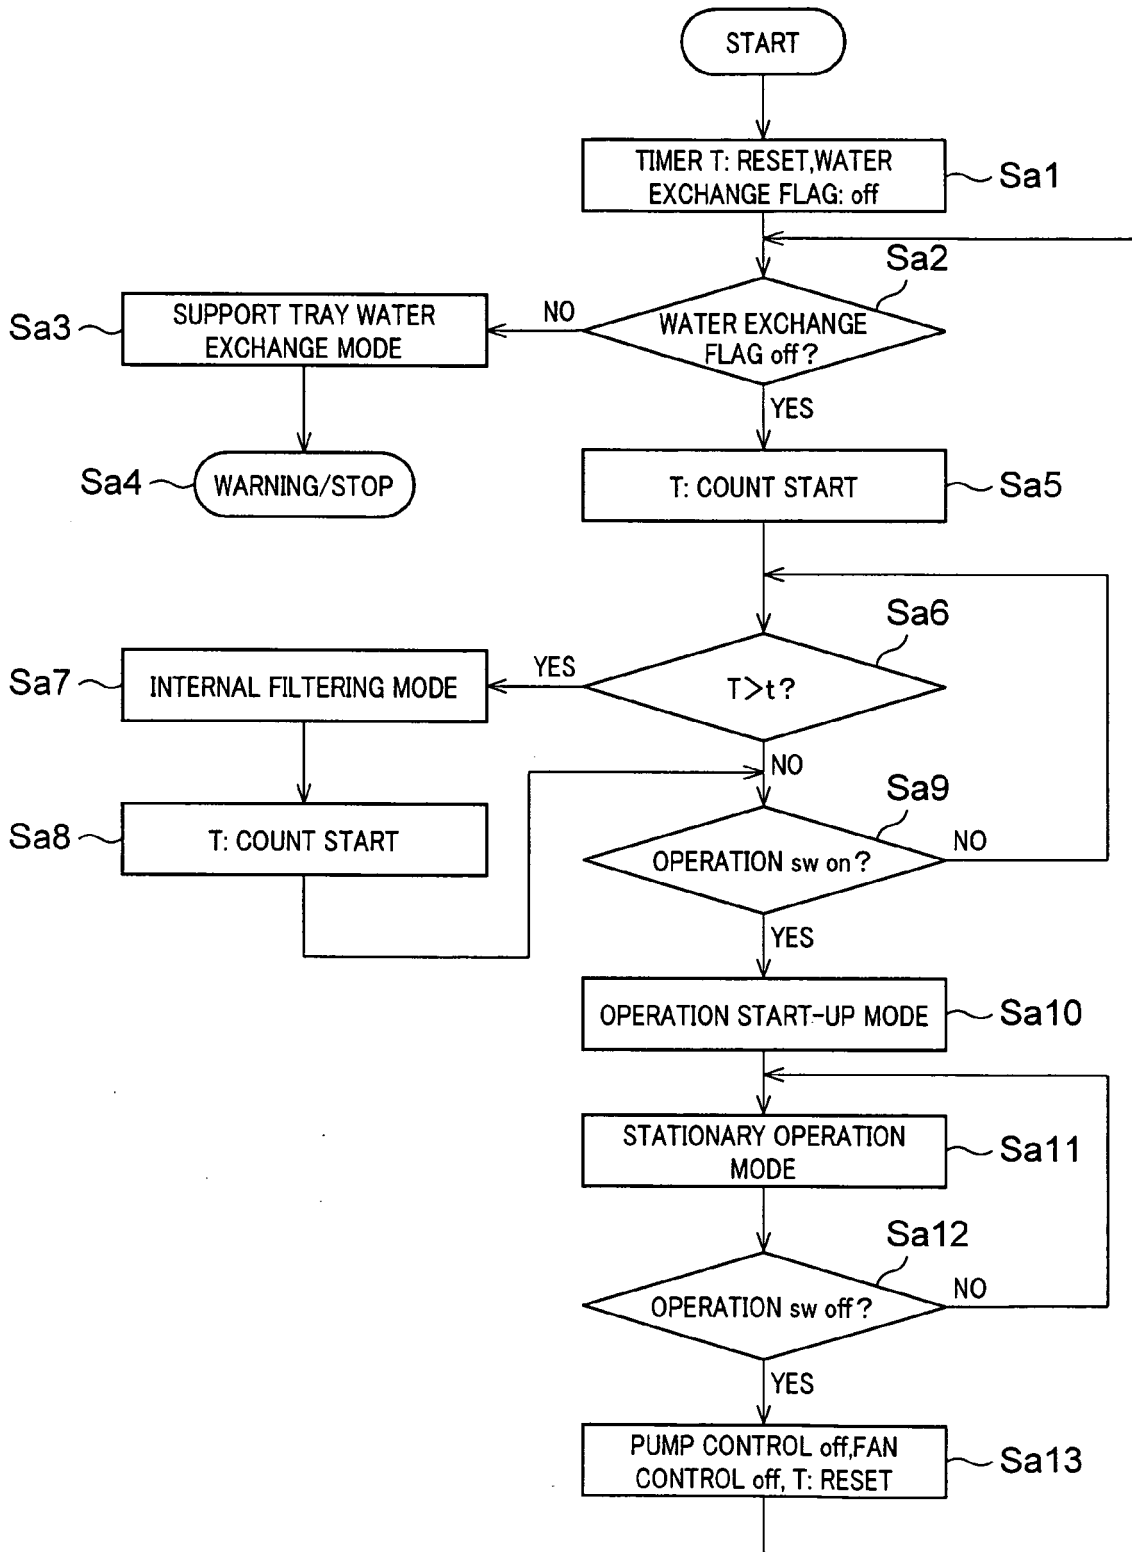 START
TIMER T: RESET,WATER
EXCHANGE FLAG: off
Sa1
Sa2
WATER EXCHANGE
FLAG off?
NO
YES
Sa3
SUPPORT TRAY WATER
EXCHANGE MODE
Sa4
WARNING/STOP
T: COUNT START
Sa5
Sa6
T>t?
YES
NO
Sa7
INTERNAL FILTERING MODE
Sa8
T: COUNT START
Sa9
OPERATION sw on?
NO
YES
OPERATION START-UP MODE
Sa10
STATIONARY OPERATION
MODE
Sa11
Sa12
OPERATION sw off?
NO
YES
PUMP CONTROL off,FAN
CONTROL off, T: RESET
Sa13